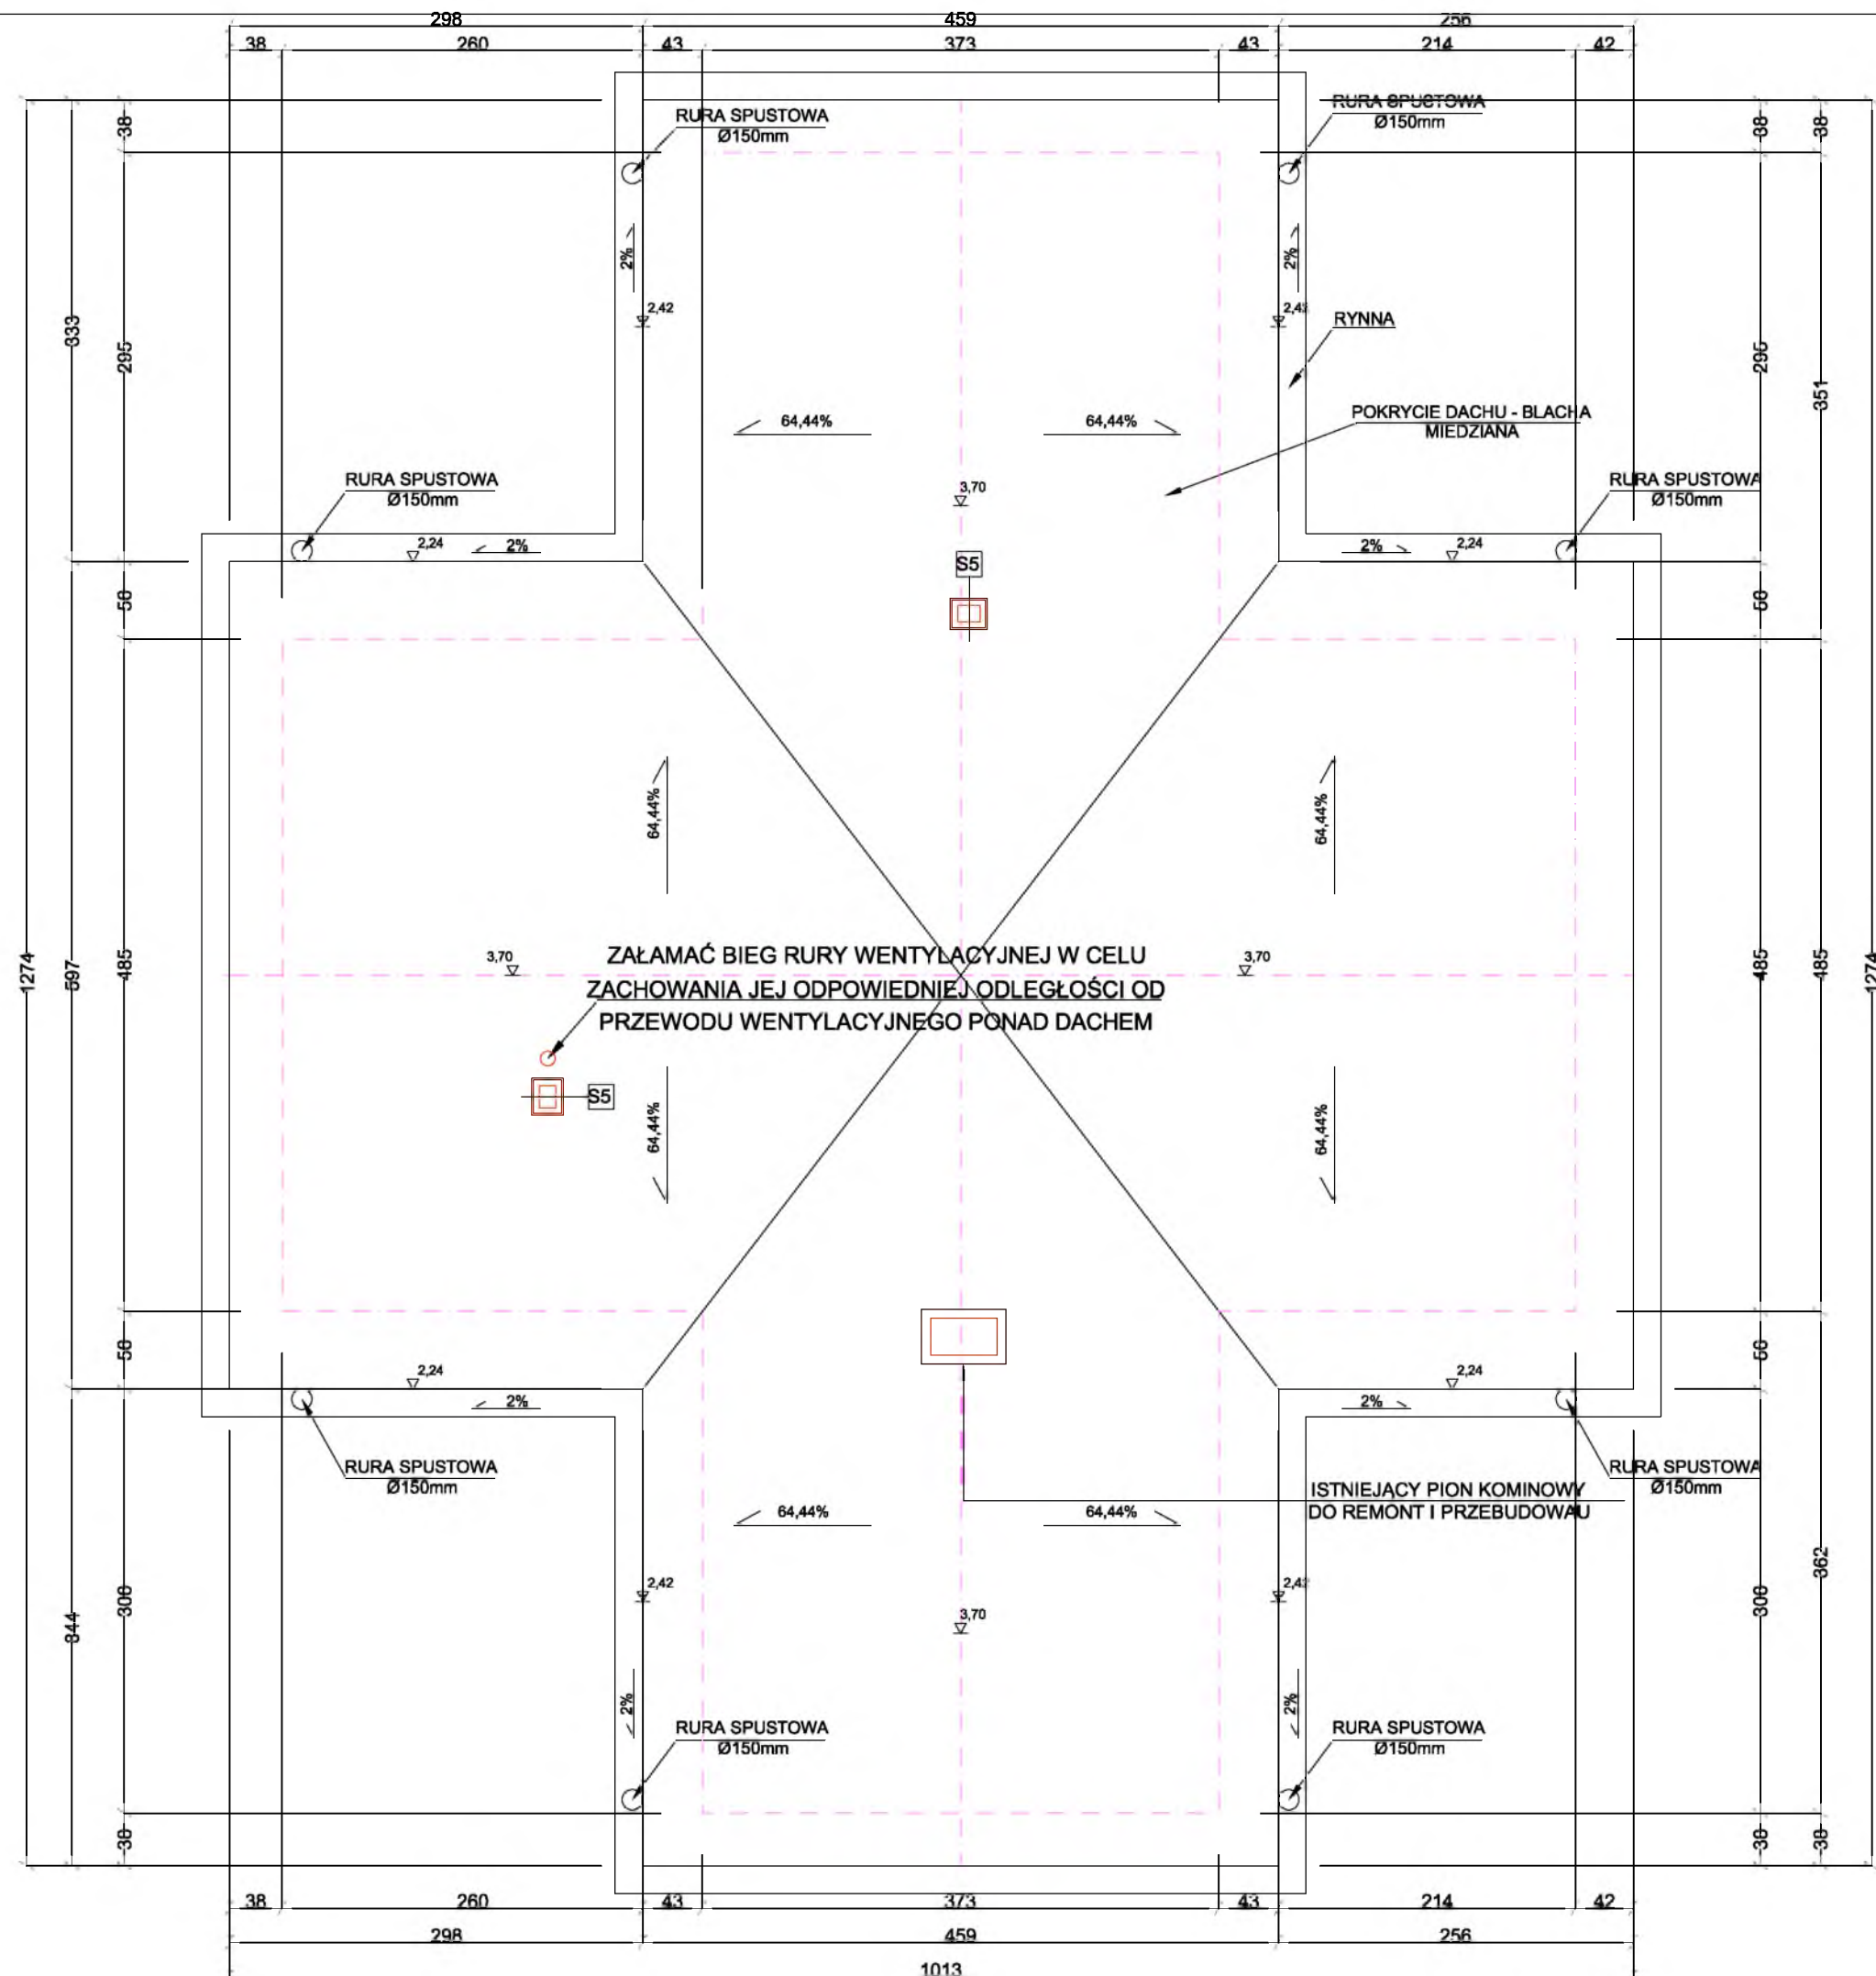 298
459
256
38
260
43
373
43
214
42
RURA SPUSTOWA
Ø150mm
RURA SPUSTOWA
Ø150mm
38
38
38
2%
2%
2,42
2,42
RYNNA
333
295
295
351
64,44%
64,44%
POKRYCIE DACHU - BLACHA
MIEDZIANA
RURA SPUSTOWA
Ø150mm
3,70
RURA SPUSTOWA
Ø150mm
2,24
2%
2%
2,24
S5
56
56
64,44%
64,44%
1274
597
485
3,70
3,70
485
485
1274
ZAŁAMAĆ BIEG RURY WENTYLACYJNEJ W CELU
ZACHOWANIA JEJ ODPOWIEDNIEJ ODLEGŁOŚCI OD
PRZEWODU WENTYLACYJNEGO PONAD DACHEM
S5
64,44%
64,44%
56
56
2,24
2%
2%
2,24
RURA SPUSTOWA
Ø150mm
RURA SPUSTOWA
Ø150mm
ISTNIEJĄCY PION KOMINOWY
DO REMONT I PRZEBUDOWAU
64,44%
64,44%
344
300
2,42
2,42
3,70
300
362
2%
2%
RURA SPUSTOWA
Ø150mm
RURA SPUSTOWA
Ø150mm
38
38
38
38
260
43
373
43
214
42
298
459
256
1013